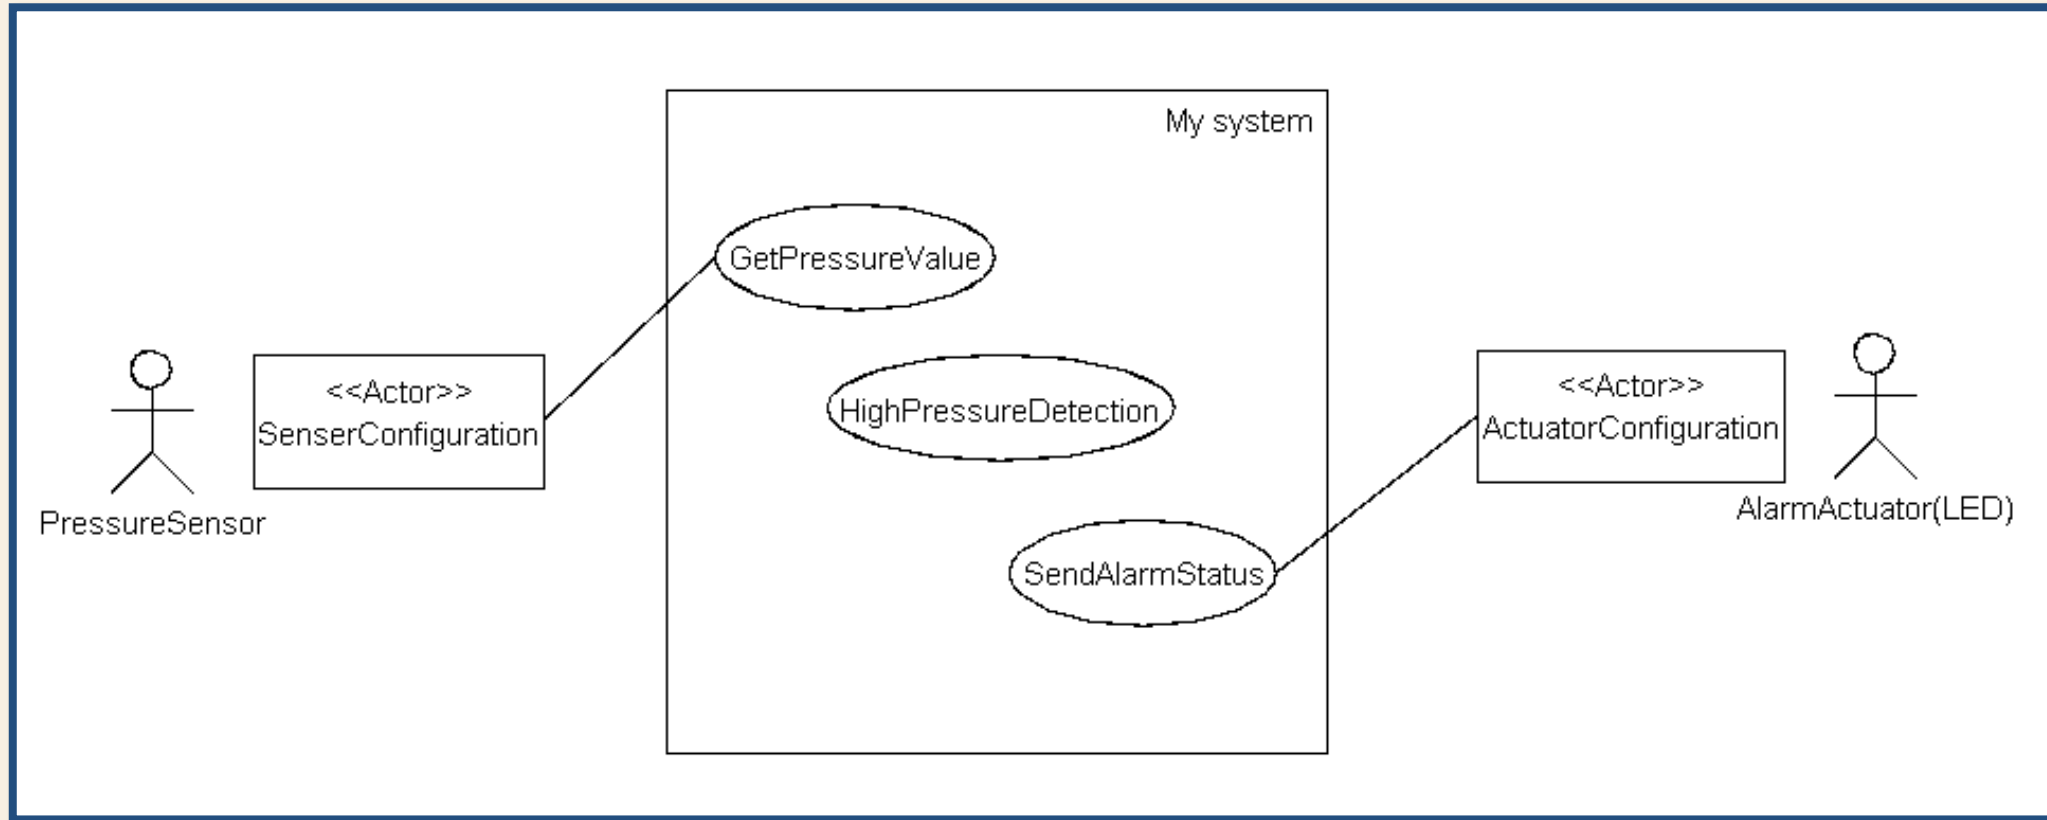 My system
GetPressureValue
<<Actor>>
SenserConfiguration
PressureSensor
HighPressureDetection
<<Actor>>
ActuatorConfiguration
AlarmActuator(LED)
SendAlarmStatus